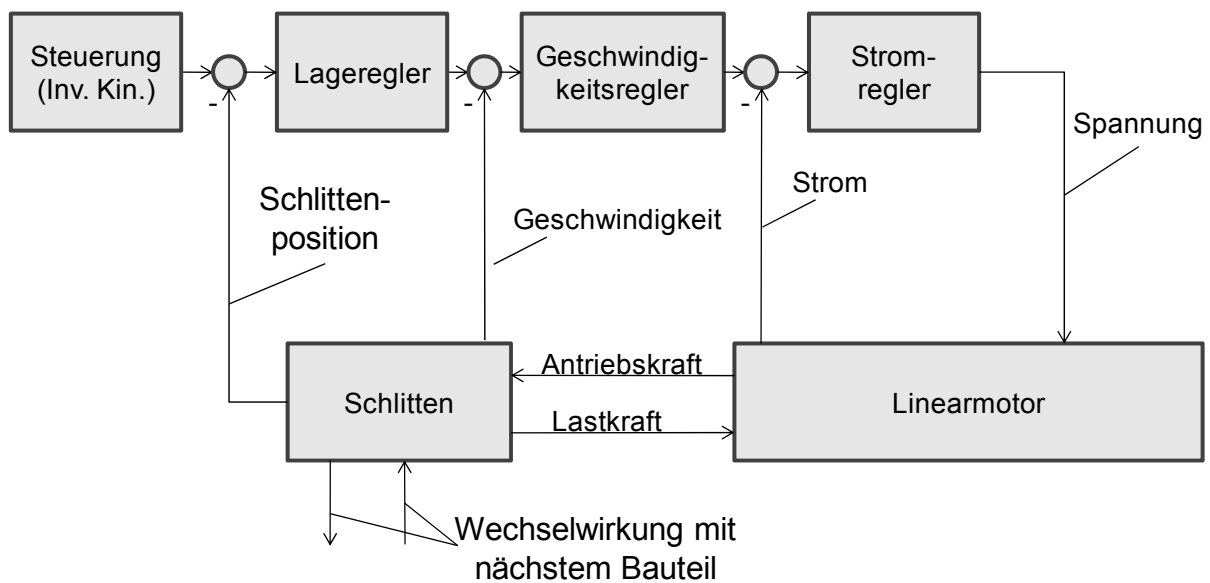 Steuerung
(Inv. Kin.)
-
Lageregler
-
Geschwindig-
keitsregler
-
Strom-
regler
Spannung
Strom
Schlitten-
position
Geschwindigkeit
Schlitten
Antriebskraft
Lastkraft
Linearmotor
Wechselwirkung mit
nächstem Bauteil